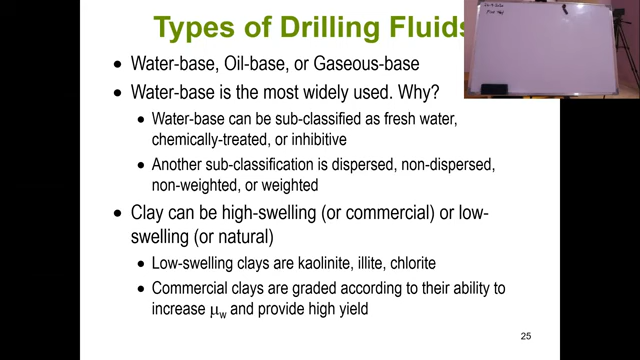 Types of Drilling Fluids
• Water-base, Oil-base, or Gaseous-base
• Water-base is the most widely used. Why?
• Water-base can be sub-classified as fresh water,
chemically-treated, or inhibitive
• Another sub-classification is dispersed, non-dispersed,
non-weighted, or weighted
• Clay can be high-swelling (or commercial) or low-
swelling (or natural)
• Low-swelling clays are kaolinite, illite, chlorite
• Commercial clays are graded according to their ability to
increase μw and provide high yield
25